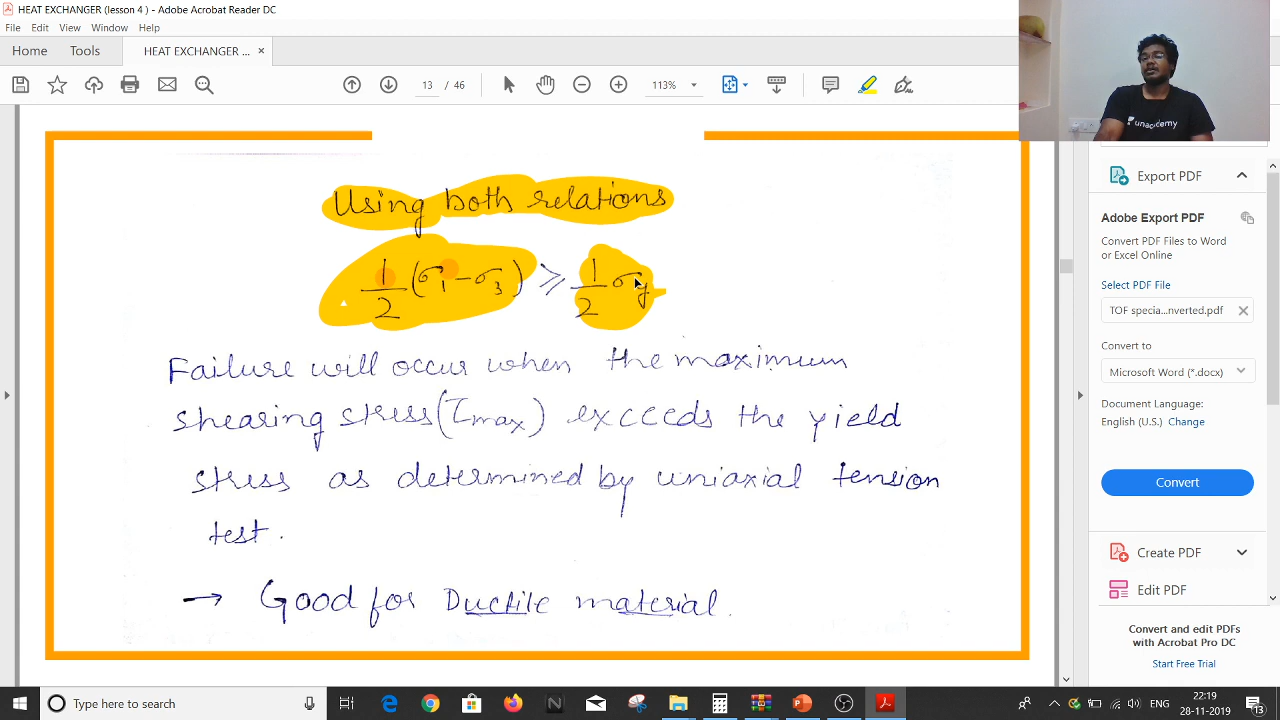 HEAT EXCHANGER (lesson 4 ) - Adobe Acrobat Reader DC
File Edit View Window Help
Home Tools HEAT EXCHANGER ... ×
13 / 46 113%
unacademy
Using both relations
1/2 (σ1 - σ3) ⩾ 1/2 σy
Failure will occur when the maximum
shearing stress (τmax) exceeds the yield
stress as determined by uniaxial tension
test.
→ Good for Ductile material.
Export PDF
Adobe Export PDF
Convert PDF Files to Word
or Excel Online
Select PDF File
TOF specia...nverted.pdf
Convert to
Microsoft Word (*.docx)
Document Language:
English (U.S.) Change
Convert
Create PDF
Edit PDF
Convert and edit PDFs
with Acrobat Pro DC
Start Free Trial
Type here to search
ENG
22:19
28-11-2019